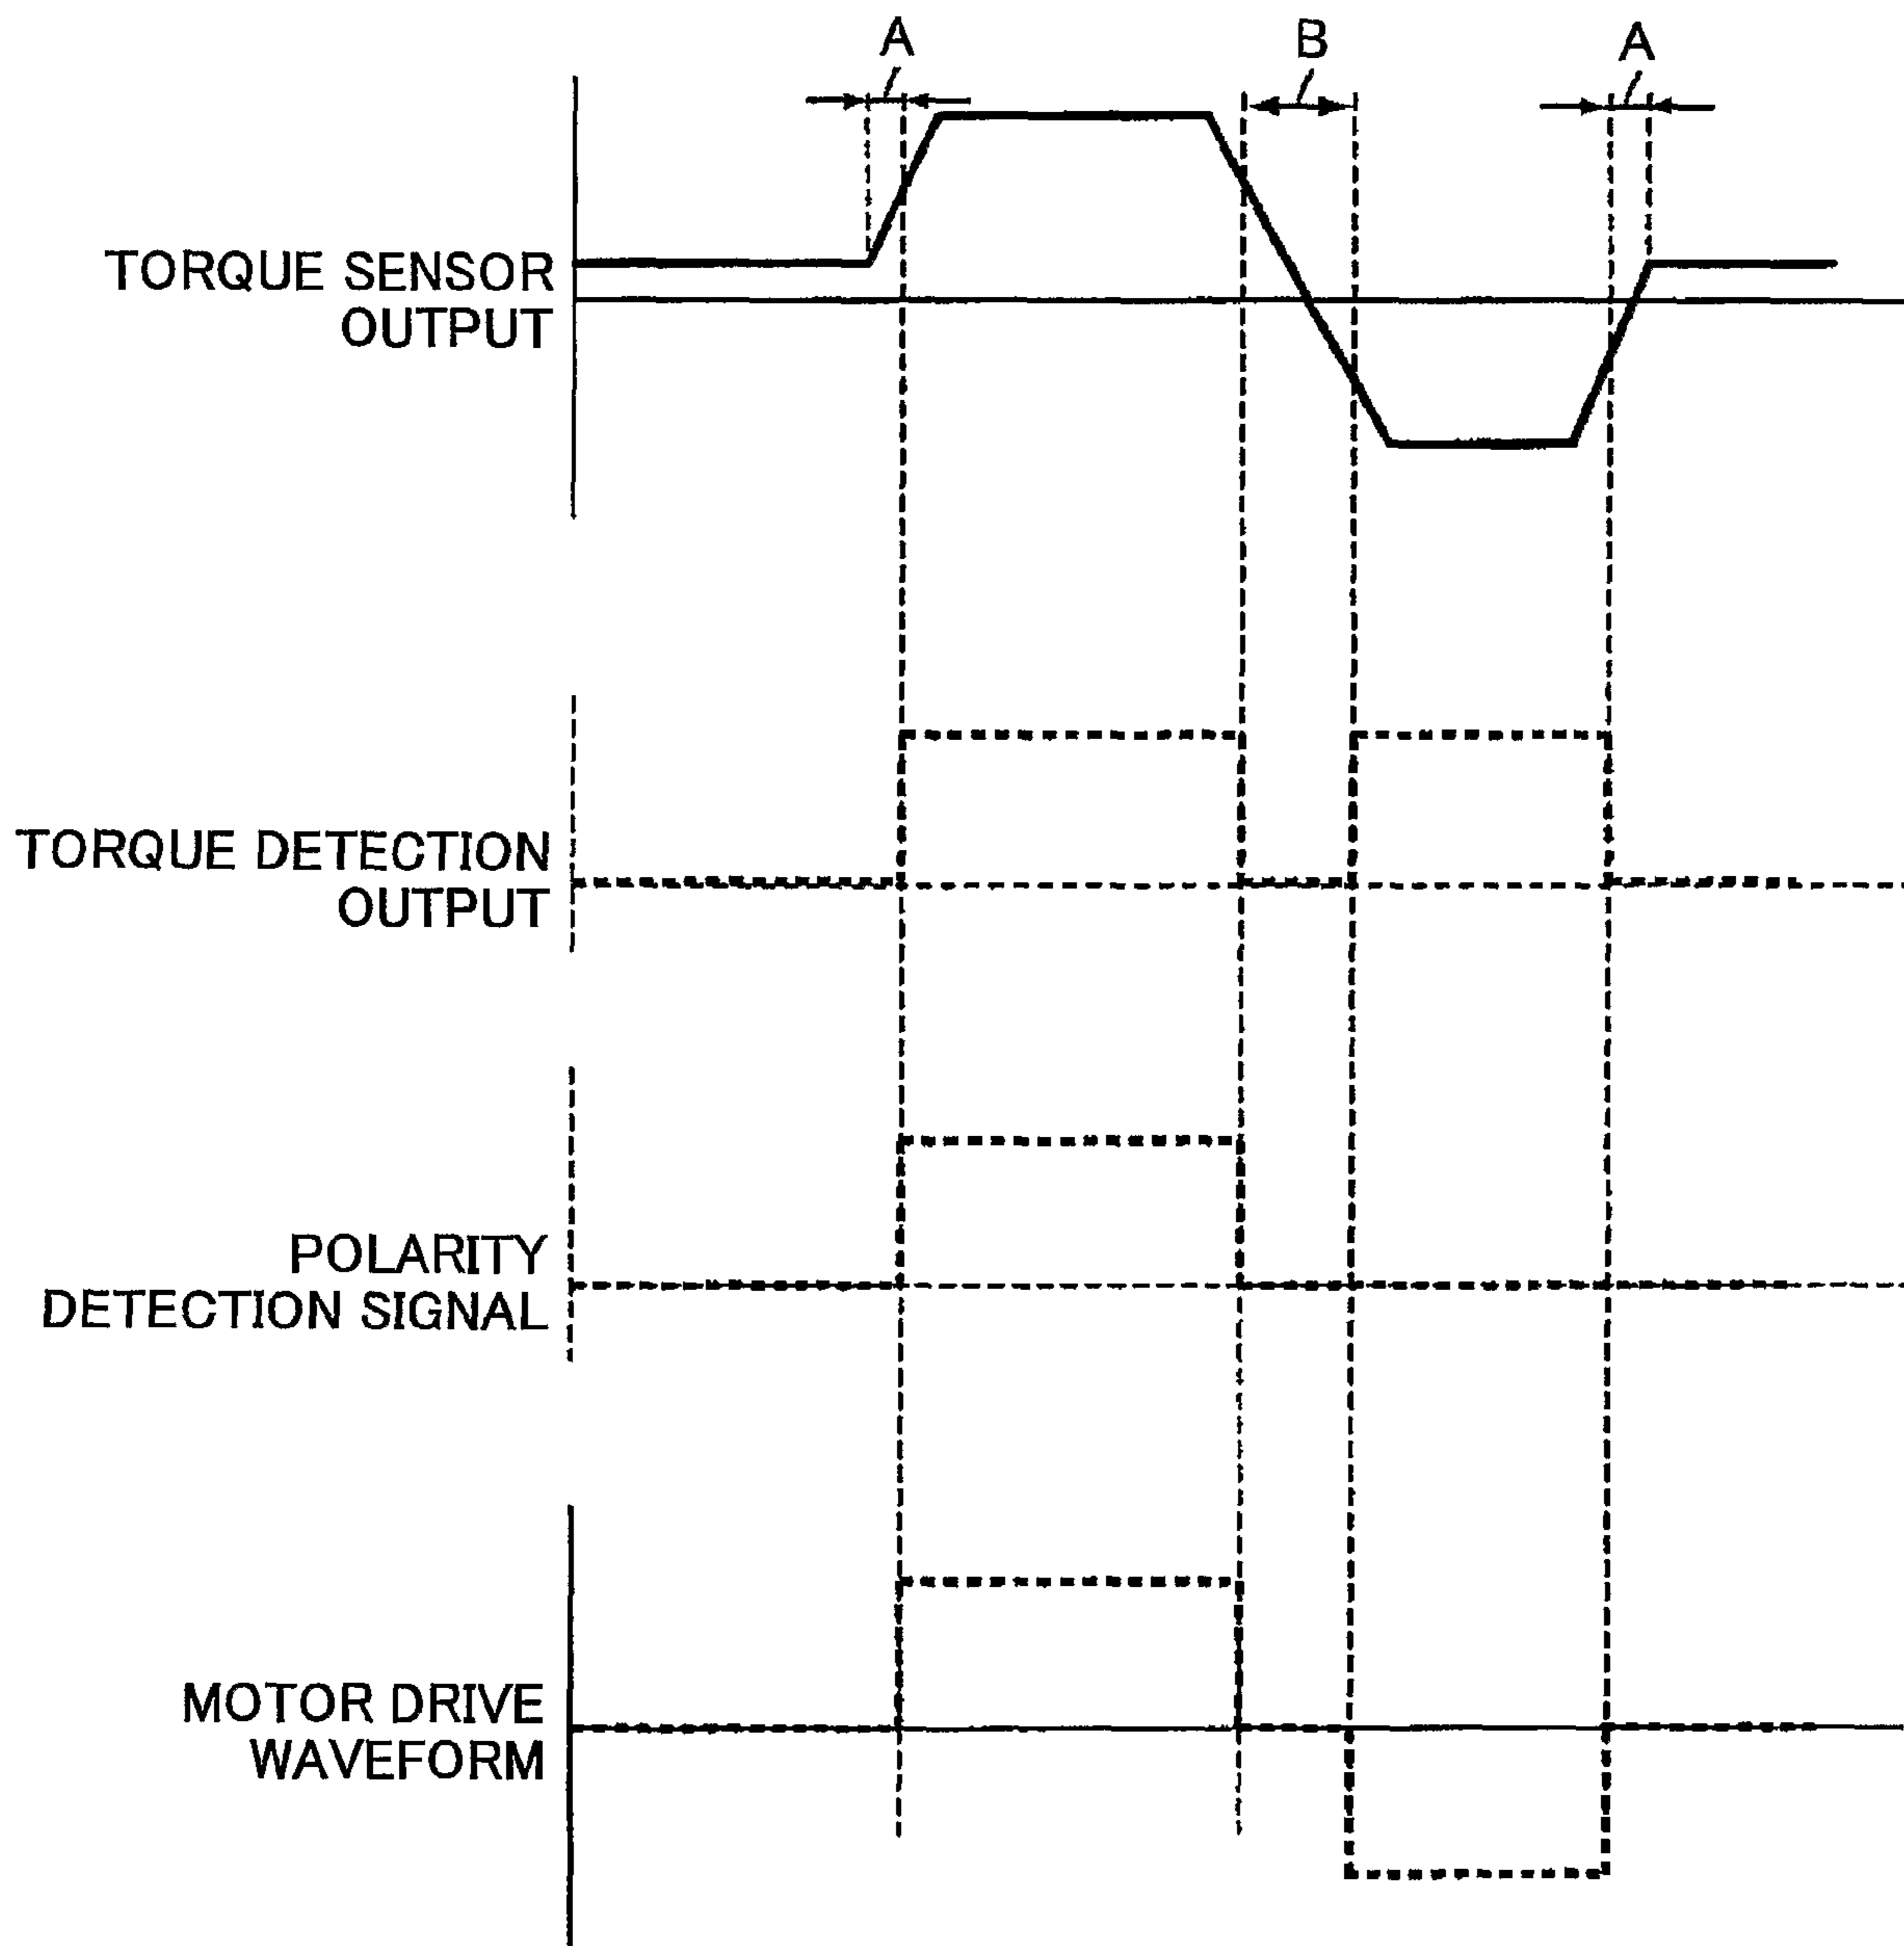 A
B
A
TORQUE SENSOR
OUTPUT
TORQUE DETECTION
OUTPUT
POLARITY
DETECTION SIGNAL
MOTOR DRIVE
WAVEFORM